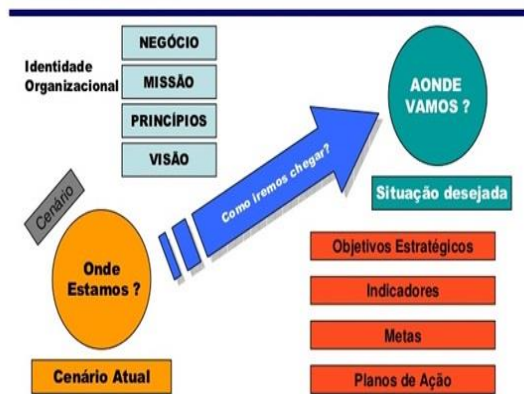 Identidade
Organizacional
NEGÓCIO
MISSÃO
PRINCÍPIOS
VISÃO
AONDE
VAMOS ?
Situação desejada
Como iremos chegar?
Cenário
Onde
Estamos ?
Cenário Atual
Objetivos Estratégicos
Indicadores
Metas
Planos de Ação